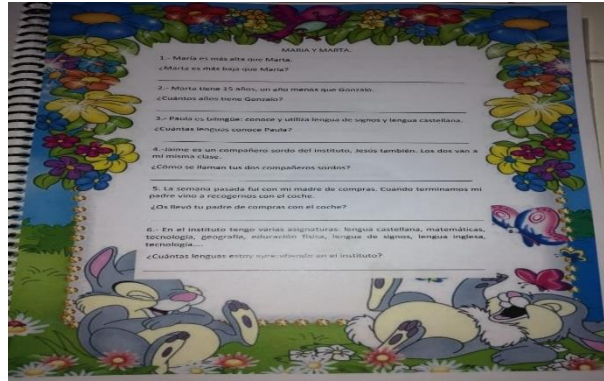 MARIA Y MARTA.
1.- María es más alta que Marta.
¿Marta es más baja que María?
2.- Marta tiene 15 años, un año menos que Gonzalo.
¿Cuántos años tiene Gonzalo?
3.- Paula es bilingüe: conoce y utiliza lengua de signos y lengua castellana.
¿Cuántas lenguas conoce Paula?
4.-Jaime es un compañero sordo del instituto, Jesús también. Los dos van a
mi misma clase.
¿Cómo se llaman tus dos compañeros sordos?
5. La semana pasada fui con mi madre de compras. Cuando terminamos mi
padre vino a recogernos con el coche.
¿Os llevó tu padre de compras con el coche?
6.- En el instituto tengo varias asignaturas: lengua castellana, matemáticas,
tecnología, geografía, educación física, lengua de signos, lengua inglesa,
tecnología....
¿Cuántas lenguas estoy aprendiendo en el instituto?